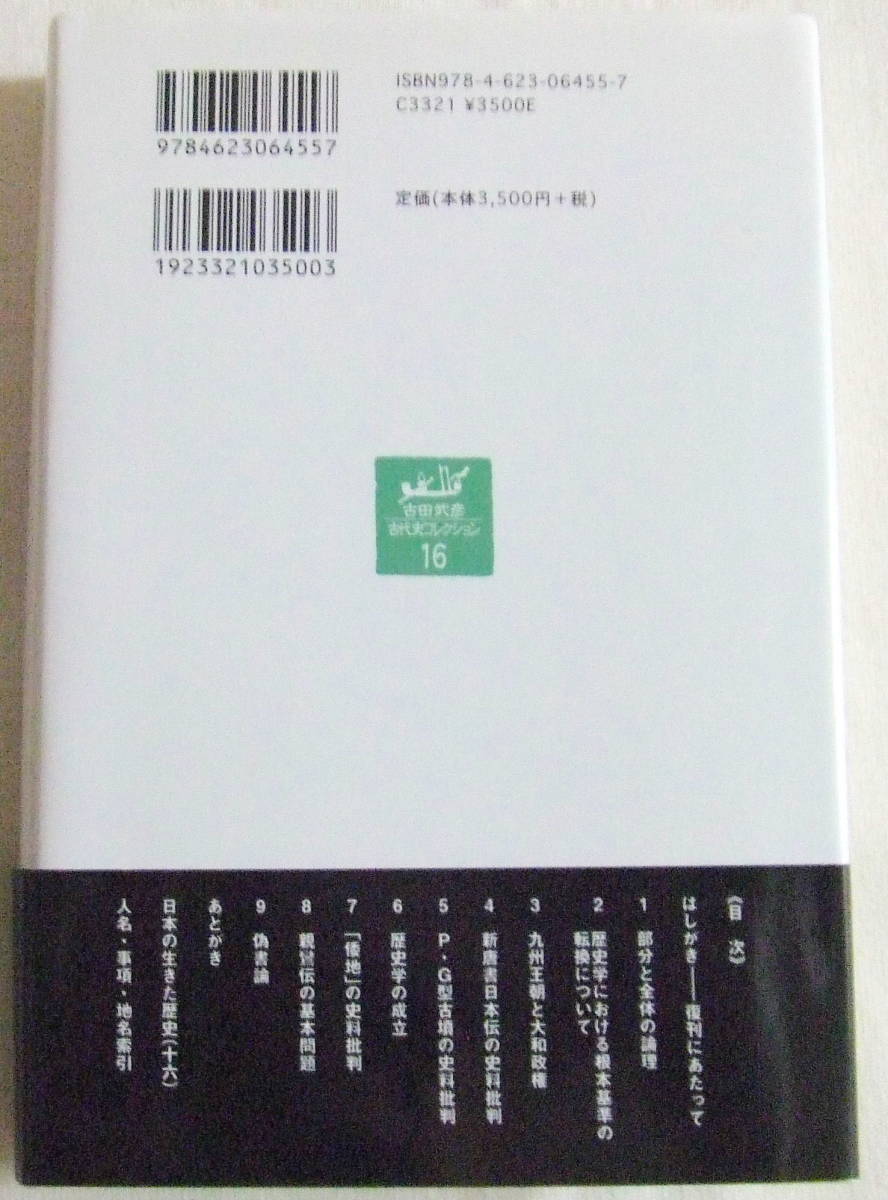 ISBN978-4-623-06455-7
C3321 ¥3500E
9784623064557
定価(本体3,500円+税)
1923321035003
古田武彦
古代史コレクション
16
《目 次》
はしがき——復刊にあたって
1 部分と全体の論理
2 歴史学における根本基準の
転換について
3 九州王朝と大和政権
4 新唐書日本伝の史料批判
5 P・G型古墳の史料批判
6 歴史学の成立
7 「倭地」の史料批判
8 親鸞伝の基本問題
9 偽書論
あとがき
日本の生きた歴史(十六)
人名・事項・地名索引